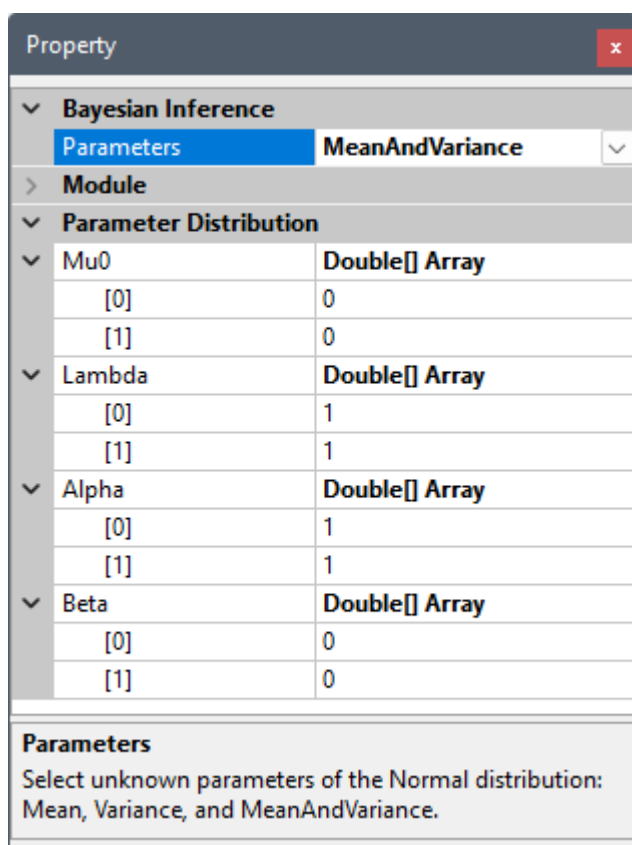 Property x
Bayesian Inference
Parameters MeanAndVariance
Module
Parameter Distribution
Mu0 Double[] Array
[0] 0
[1] 0
Lambda Double[] Array
[0] 1
[1] 1
Alpha Double[] Array
[0] 1
[1] 1
Beta Double[] Array
[0] 0
[1] 0
Parameters
Select unknown parameters of the Normal distribution:
Mean, Variance, and MeanAndVariance.